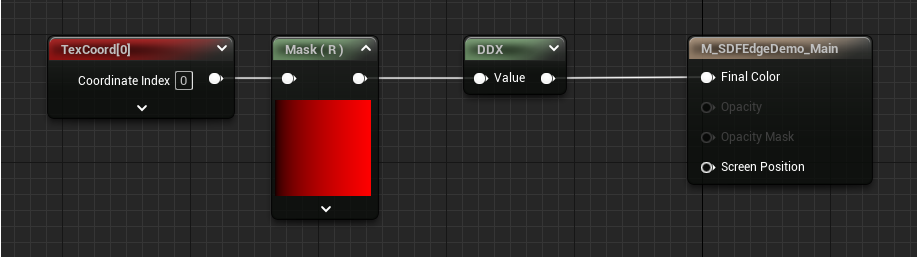 TexCoord[0]
Coordinate Index 0
Mask ( R )
DDX
Value
M_SDFEdgeDemo_Main
Final Color
Opacity
Opacity Mask
Screen Position